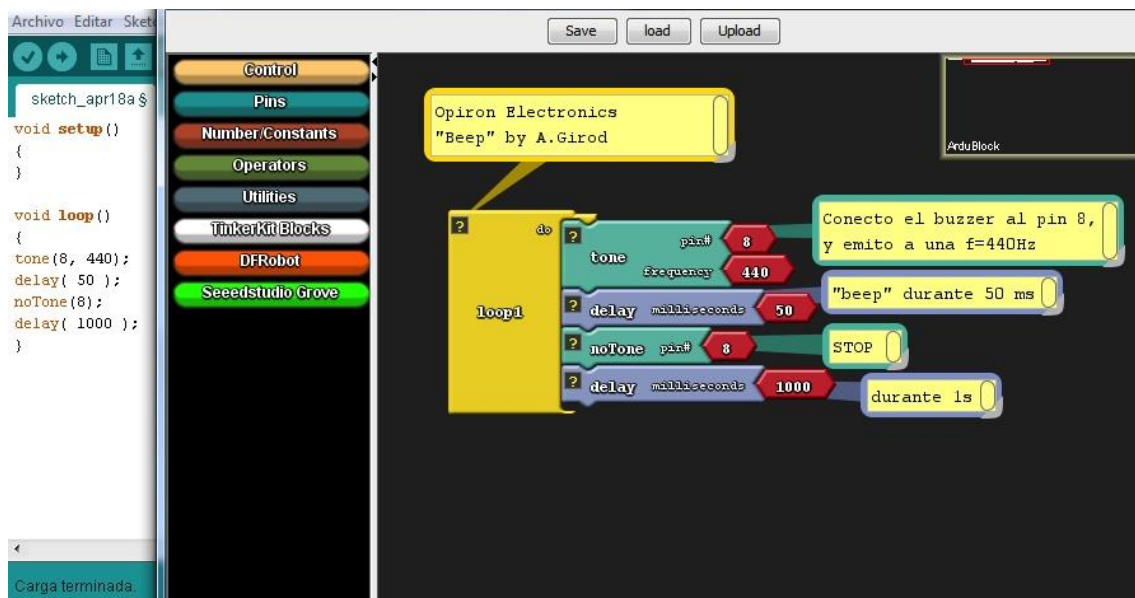 Archivo Editar
Save load Upload
sketch_apr18a §
void setup()
{
}
void loop()
{
tone(8, 440);
delay( 50 );
noTone(8);
delay( 1000 );
}
Carga terminada.
Control
Pins
Number/Constants
Operators
Utilities
TinkerKit Blocks
DFRobot
Seeedstudio Grove
Opiron Electronics
"Beep" by A.Girod
ArduBlock
loop1
do
tone
pin# 8
frequency 440
Conecto el buzzer al pin 8,
y emito a una f=440Hz
delay milliseconds 50
"beep" durante 50 ms
noTone pin# 8
STOP
delay milliseconds 1000
durante 1s